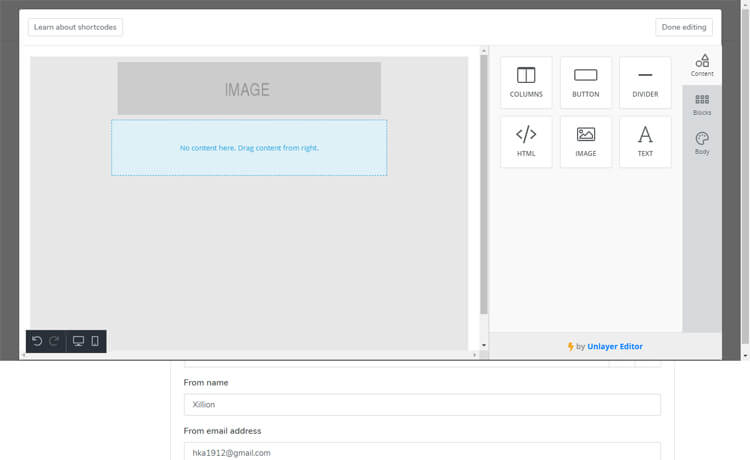 Learn about shortcodes
Done editing
IMAGE
No content here. Drag content from right.
COLUMNS
BUTTON
DIVIDER
HTML
IMAGE
TEXT
Content
Blocks
Body
by Unlayer Editor
From name
Xillion
From email address
hka1912@gmail.com